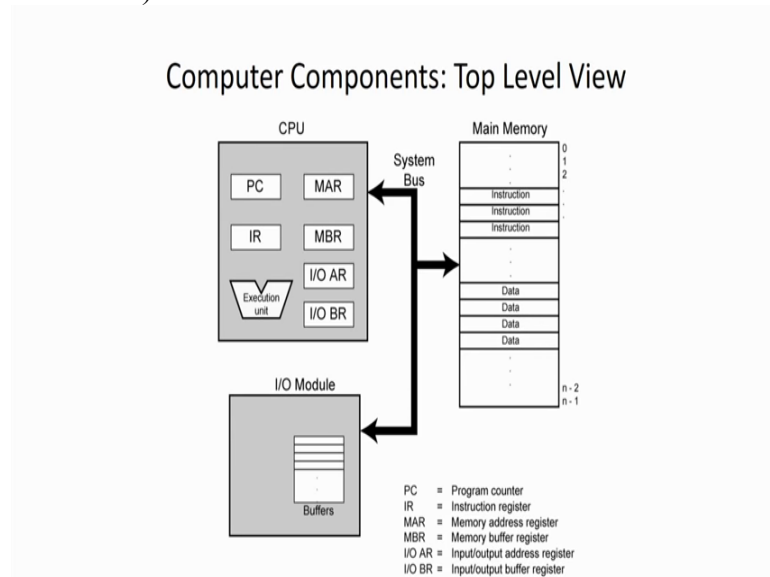 Computer Components: Top Level View
CPU
PC
MAR
IR
MBR
I/O AR
Execution
unit
I/O BR
System
Bus
Main Memory
0
1
2
.
.
.
Instruction
Instruction
Instruction
.
.
.
Data
Data
Data
Data
.
.
.
n - 2
n - 1
I/O Module
.
.
Buffers
PC = Program counter
IR = Instruction register
MAR = Memory address register
MBR = Memory buffer register
I/O AR = Input/output address register
I/O BR = Input/output buffer register